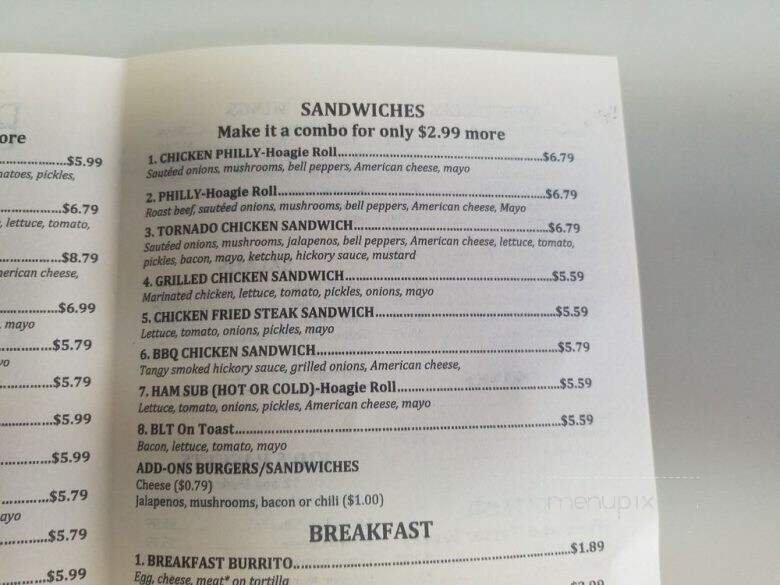 ore
.....$5.99
atoes, pickles,
.....$6.79
, lettuce, tomato,
.....$8.79
erican cheese,
.....$6.99
, mayo
.....$5.79
yo
.....$5.79
.....$5.99
.....$5.99
.....$5.79
ayo
.....$5.79
.....$5.99
SANDWICHES
Make it a combo for only $2.99 more
1. CHICKEN PHILLY-Hoagie Roll.....$6.79
Sautéed onions, mushrooms, bell peppers, American cheese, mayo
2. PHILLY-Hoagie Roll.....$6.79
Roast beef, sautéed onions, mushrooms, bell peppers, American cheese, Mayo
3. TORNADO CHICKEN SANDWICH.....$6.79
Sautéed onions, mushrooms, jalapenos, bell peppers, American cheese, lettuce, tomato,
pickles, bacon, mayo, ketchup, hickory sauce, mustard
4. GRILLED CHICKEN SANDWICH.....$5.59
Marinated chicken, lettuce, tomato, pickles, onions, mayo
5. CHICKEN FRIED STEAK SANDWICH.....$5.59
Lettuce, tomato, onions, pickles, mayo
6. BBQ CHICKEN SANDWICH.....$5.79
Tangy smoked hickory sauce, grilled onions, American cheese,
7. HAM SUB (HOT OR COLD)-Hoagie Roll.....$5.59
Lettuce, tomato, onions, pickles, American cheese, mayo
8. BLT On Toast.....$5.59
Bacon, lettuce, tomato, mayo
ADD-ONS BURGERS/SANDWICHES
Cheese ($0.79)
Jalapenos, mushrooms, bacon or chili ($1.00)
BREAKFAST
1. BREAKFAST BURRITO.....$1.89
Egg, cheese, meat* on tortilla
menupix